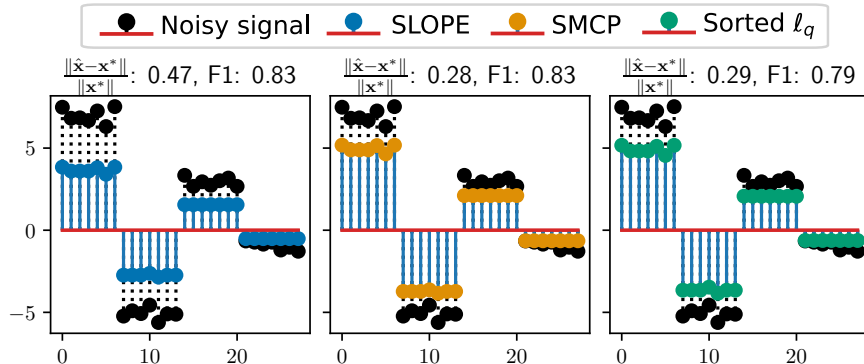 Noisy signal SLOPE SMCP Sorted ℓq
‖x̂−x*‖/‖x*‖: 0.47, F1: 0.83 ‖x̂−x*‖/‖x*‖: 0.28, F1: 0.83 ‖x̂−x*‖/‖x*‖: 0.29, F1: 0.79
5
0
−5
0 10 20 0 10 20 0 10 20